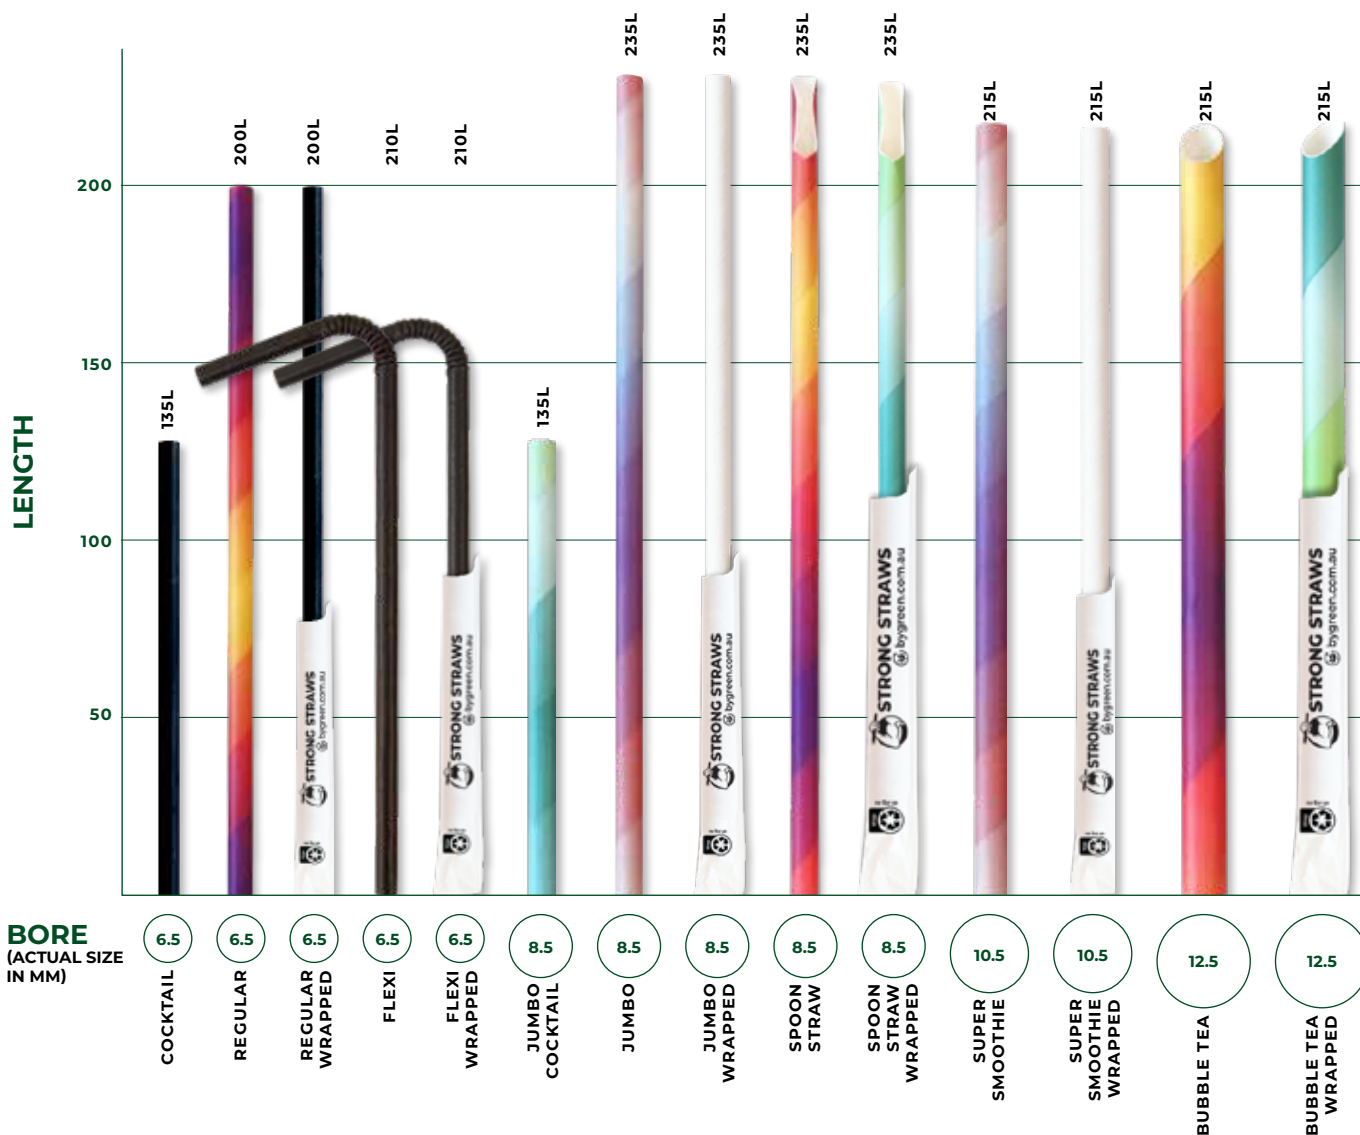 235L
235L
235L
235L
215L
215L
215L
215L
200L
200L
210L
210L
135L
135L
200
150
100
50
LENGTH
STRONG STRAWS
bygreen.com.au
STRONG STRAWS
bygreen.com.au
STRONG STRAWS
bygreen.com.au
STRONG STRAWS
bygreen.com.au
STRONG STRAWS
bygreen.com.au
STRONG STRAWS
bygreen.com.au
BORE
(ACTUAL SIZE
IN MM)
6.5
6.5
6.5
6.5
6.5
8.5
8.5
8.5
8.5
8.5
10.5
10.5
12.5
12.5
COCKTAIL
REGULAR
REGULAR
WRAPPED
FLEXI
FLEXI
WRAPPED
JUMBO
COCKTAIL
JUMBO
JUMBO
WRAPPED
SPOON
STRAW
SPOON
STRAW
WRAPPED
SUPER
SMOOTHIE
SUPER
SMOOTHIE
WRAPPED
BUBBLE TEA
BUBBLE TEA
WRAPPED